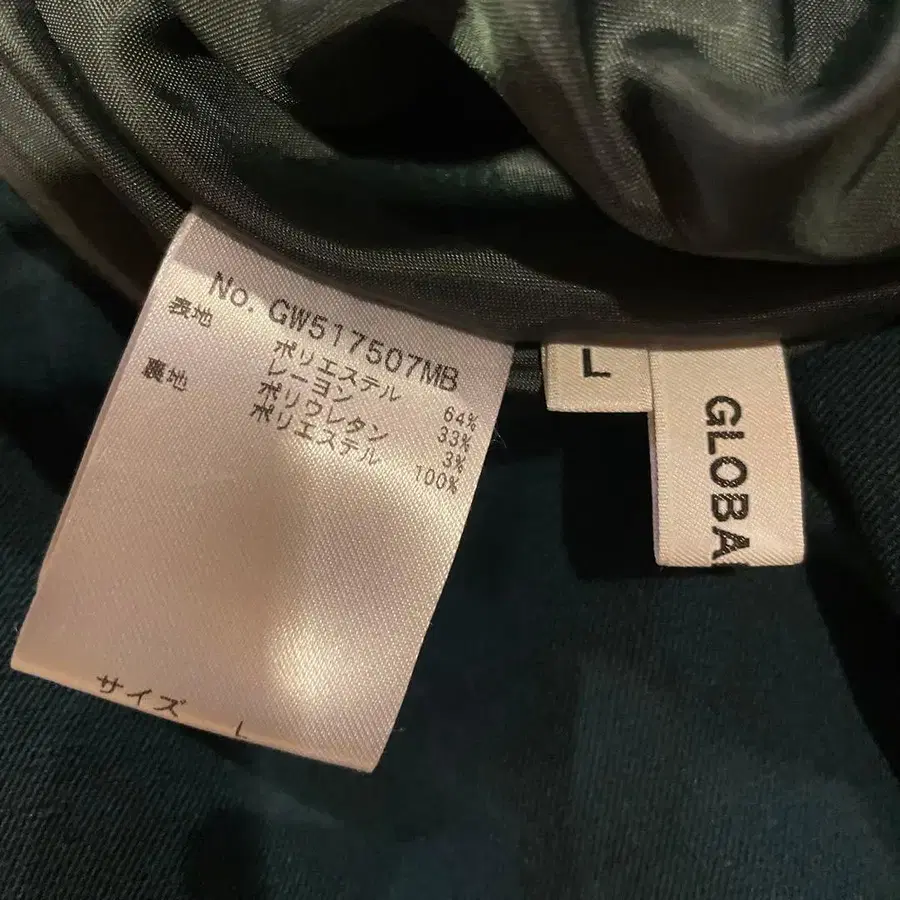 No. GW517507MB
表地 ポリエステル 64%
レーヨン 33%
ポリウレタン 3%
裏地 ポリエステル 100%
サイズ L
L
GLOBA